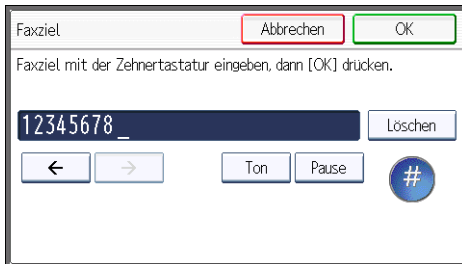 Faxziel Abbrechen OK
Faxziel mit der Zehnertastatur eingeben, dann [OK] drücken.
12345678_ Löschen
← → Ton Pause #